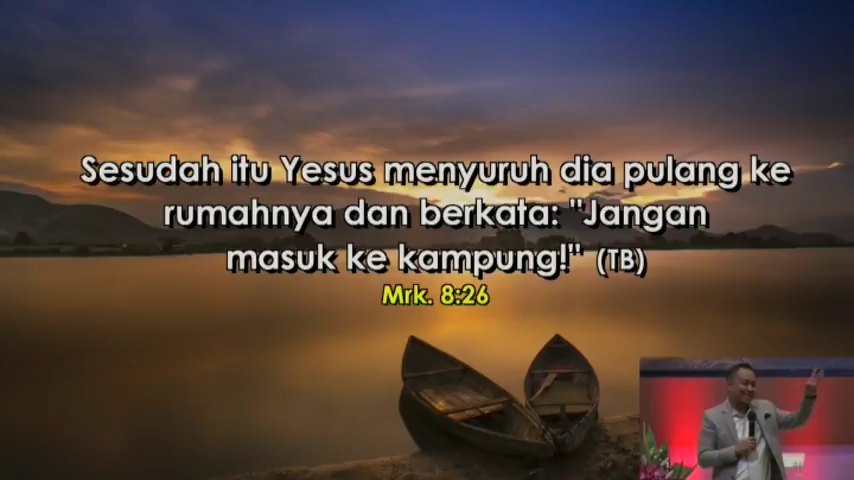 Sesudah itu Yesus menyuruh dia pulang ke
rumahnya dan berkata: "Jangan
masuk ke kampung!" (TB)
Mrk. 8:26